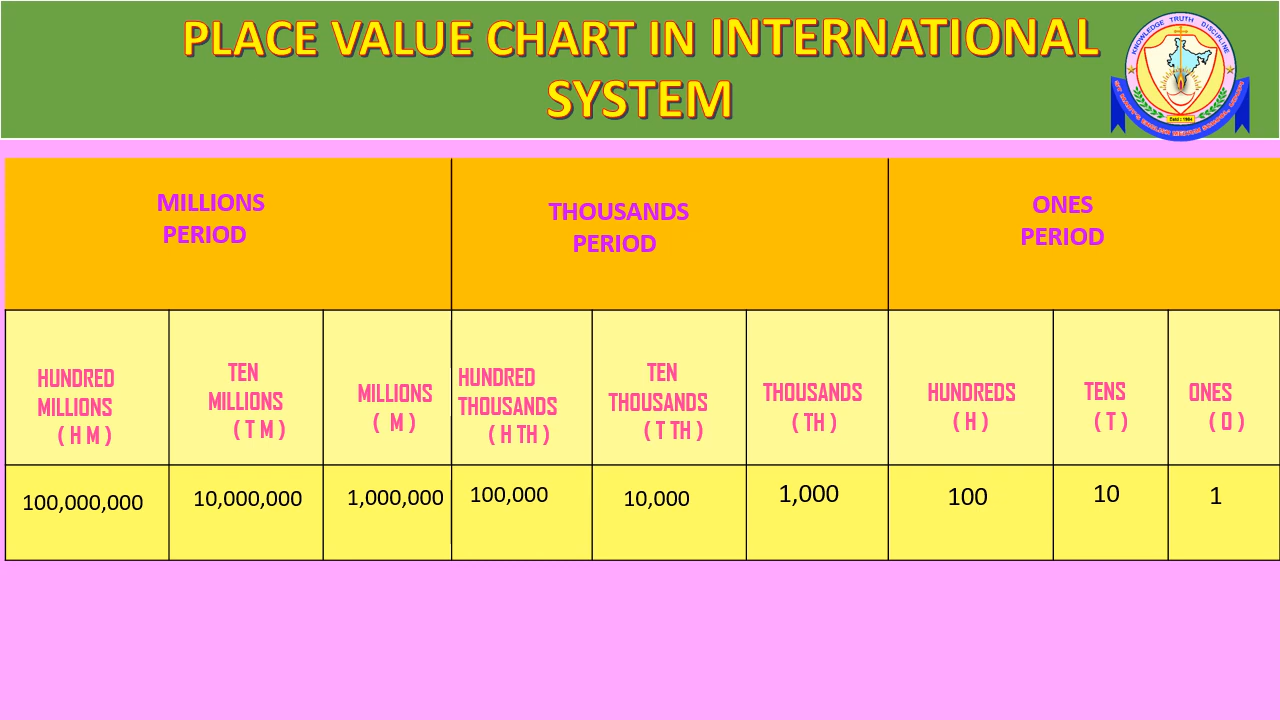 PLACE VALUE CHART IN INTERNATIONAL
SYSTEM
KNOWLEDGE TRUTH DISCIPLINE
Estd : 1984
MILLIONS
PERIOD
THOUSANDS
PERIOD
ONES
PERIOD
HUNDRED
MILLIONS
( H M )
TEN
MILLIONS
( T M )
MILLIONS
( M )
HUNDRED
THOUSANDS
( H TH )
TEN
THOUSANDS
( T TH )
THOUSANDS
( TH )
HUNDREDS
( H )
TENS
( T )
ONES
( O )
100,000,000
10,000,000
1,000,000
100,000
10,000
1,000
100
10
1